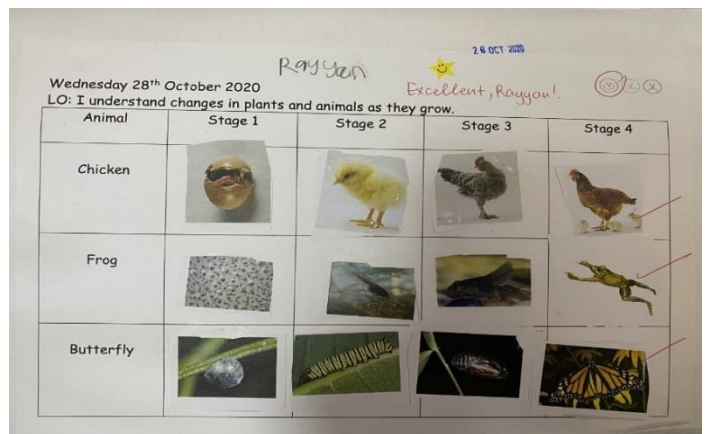 28 OCT 2020
Rayyan
Excellent, Rayyan!
Wednesday 28th October 2020
LO: I understand changes in plants and animals as they grow.
Animal Stage 1 Stage 2 Stage 3 Stage 4
Chicken
Frog
Butterfly